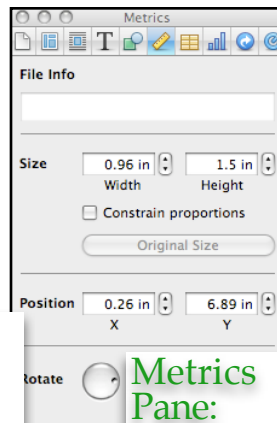 Metrics
T
File Info
Size 0.96 in 1.5 in
Width Height
Constrain proportions
Original Size
Position 0.26 in 6.89 in
X Y
Rotate
Metrics
Pane: